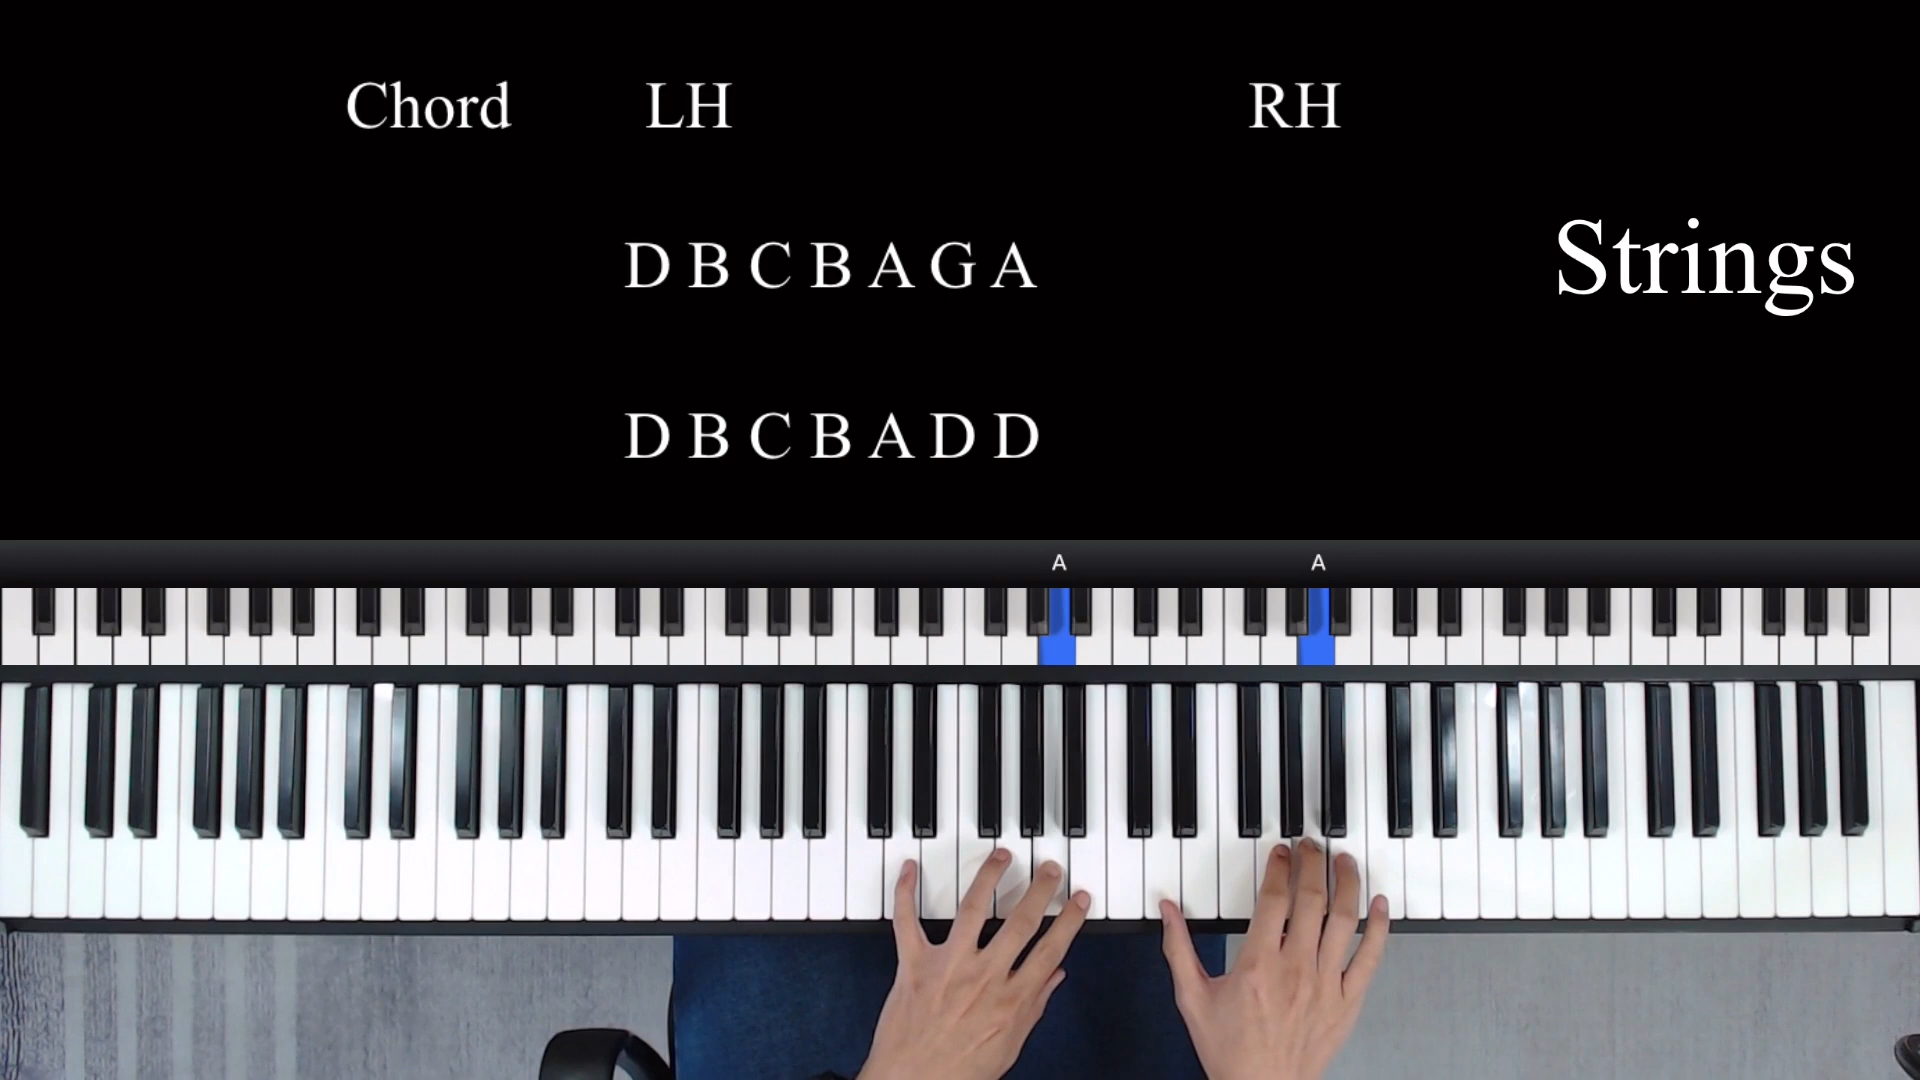 Chord LH RH
D B C B A G A
Strings
D B C B A D D
A A